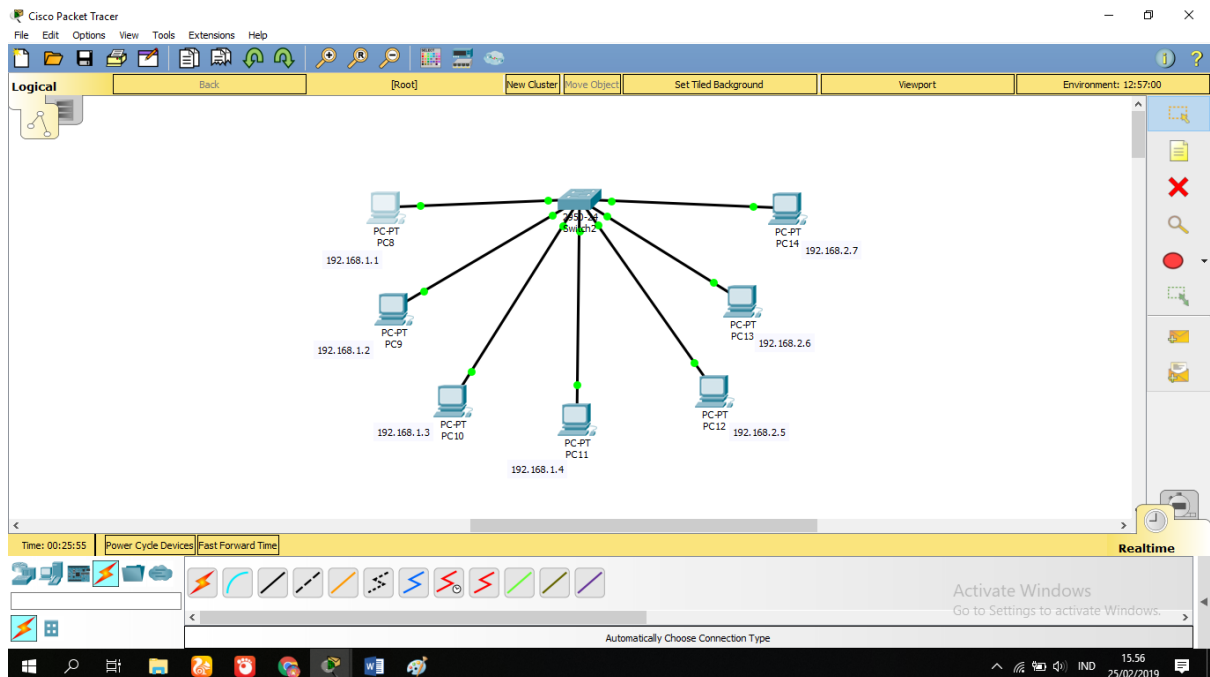 Cisco Packet Tracer
File Edit Options View Tools Extensions Help
Logical Back [Root] New Cluster Move Object Set Tiled Background Viewport Environment: 12:57:00
2950-24
Switch2
PC-PT
PC8
192.168.1.1
PC-PT
PC14
192.168.2.7
PC-PT
PC9
192.168.1.2
PC-PT
PC13
192.168.2.6
PC-PT
PC10
192.168.1.3
PC-PT
PC12
192.168.2.5
PC-PT
PC11
192.168.1.4
Time: 00:25:55 Power Cycle Devices Fast Forward Time Realtime
Activate Windows
Go to Settings to activate Windows.
Automatically Choose Connection Type
IND
15.56
25/02/2019